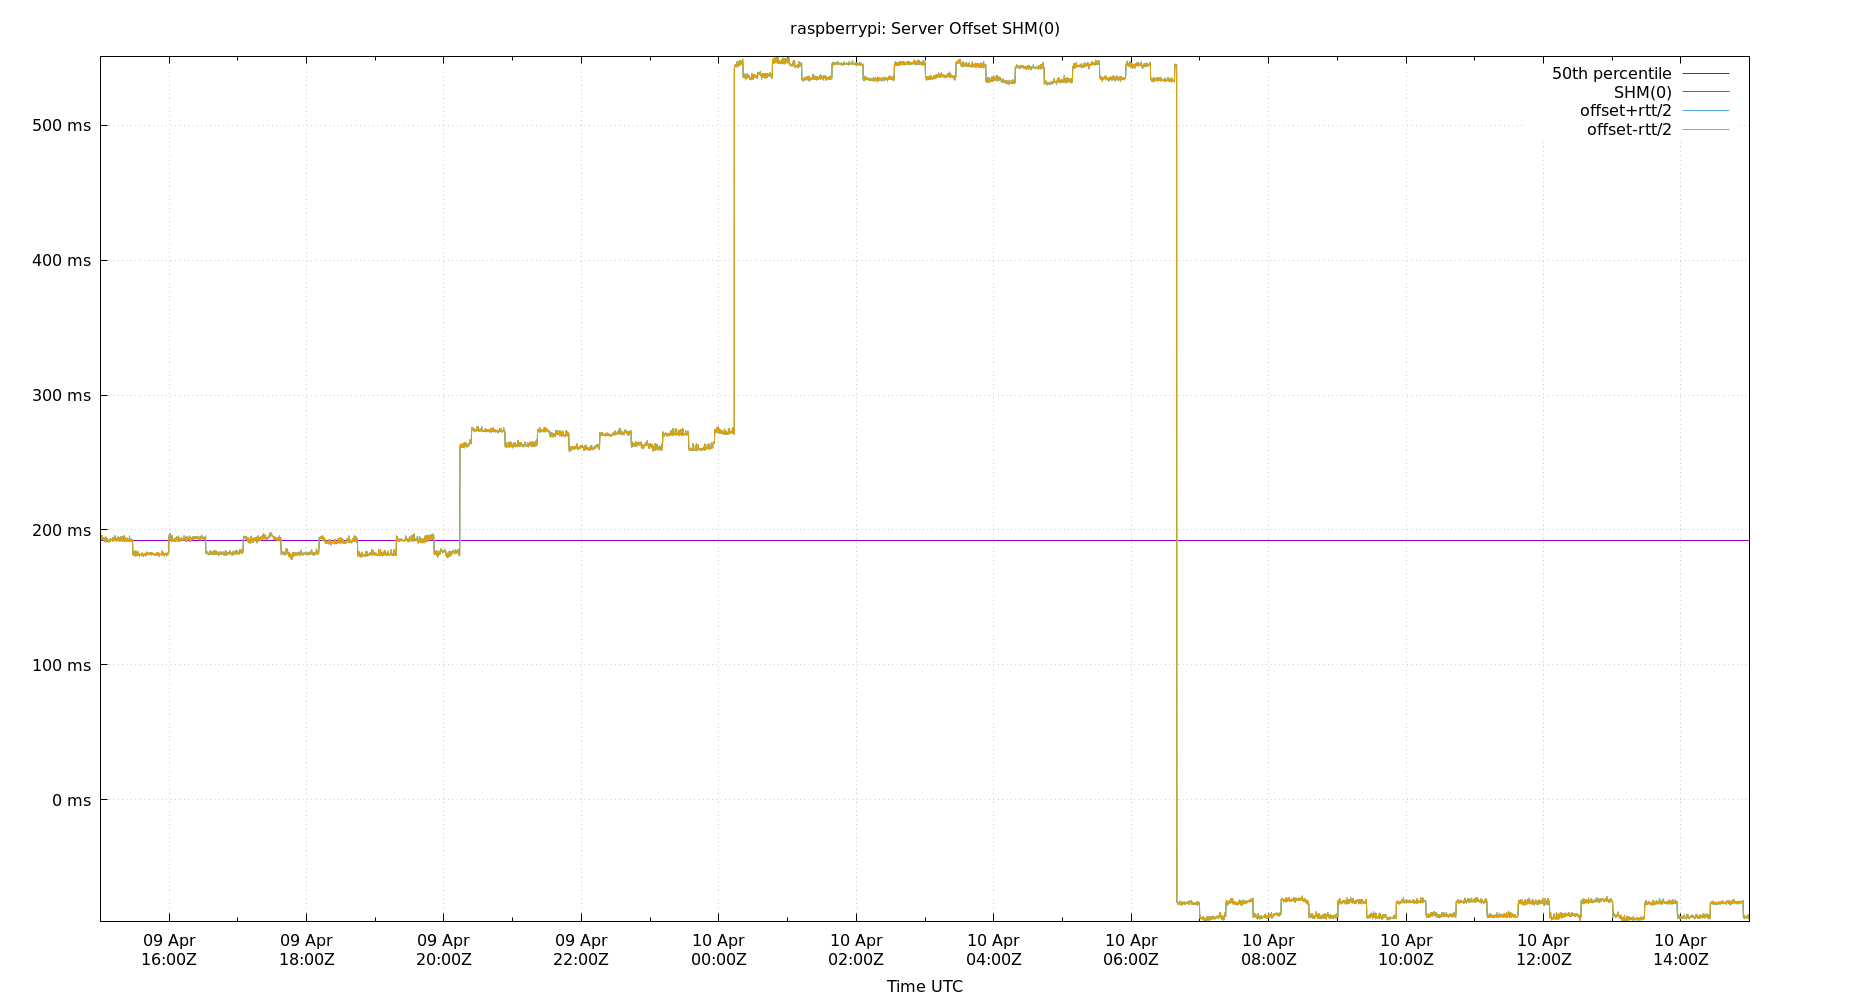 raspberrypi: Server Offset SHM(0)
50th percentile
SHM(0)
offset+rtt/2
offset-rtt/2
500 ms
400 ms
300 ms
200 ms
100 ms
0 ms
09 Apr 09 Apr 09 Apr 09 Apr 10 Apr 10 Apr 10 Apr 10 Apr 10 Apr 10 Apr 10 Apr 10 Apr
16:00Z 18:00Z 20:00Z 22:00Z 00:00Z 02:00Z 04:00Z 06:00Z 08:00Z 10:00Z 12:00Z 14:00Z
Time UTC